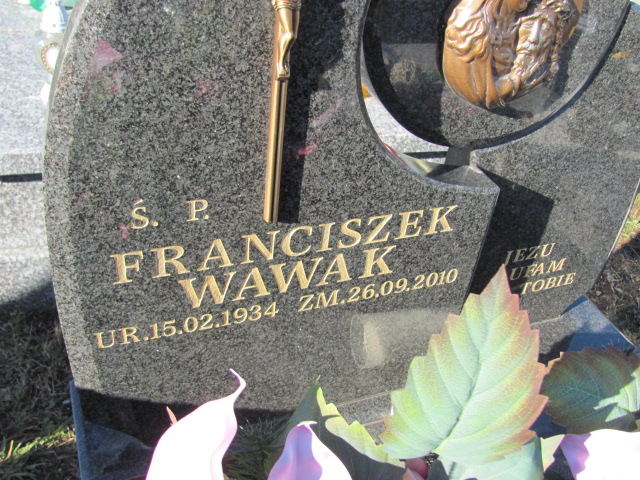 Ś. P.
FRANCISZEK
WAWAK
UR.15.02.1934 ZM.26.09.2010
JEZU
UFAM
TOBIE